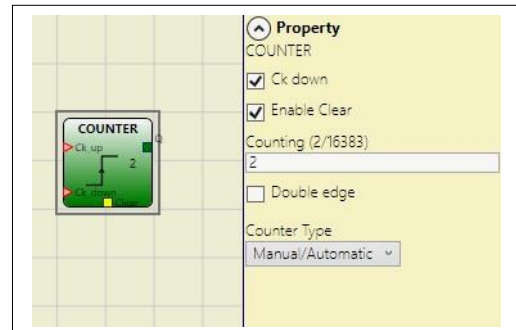 COUNTER
Q
Ck up
2
Ck down
Clear
Property
COUNTER
Ck down
Enable Clear
Counting (2/16383)
2
Double edge
Counter Type
Manual/Automatic